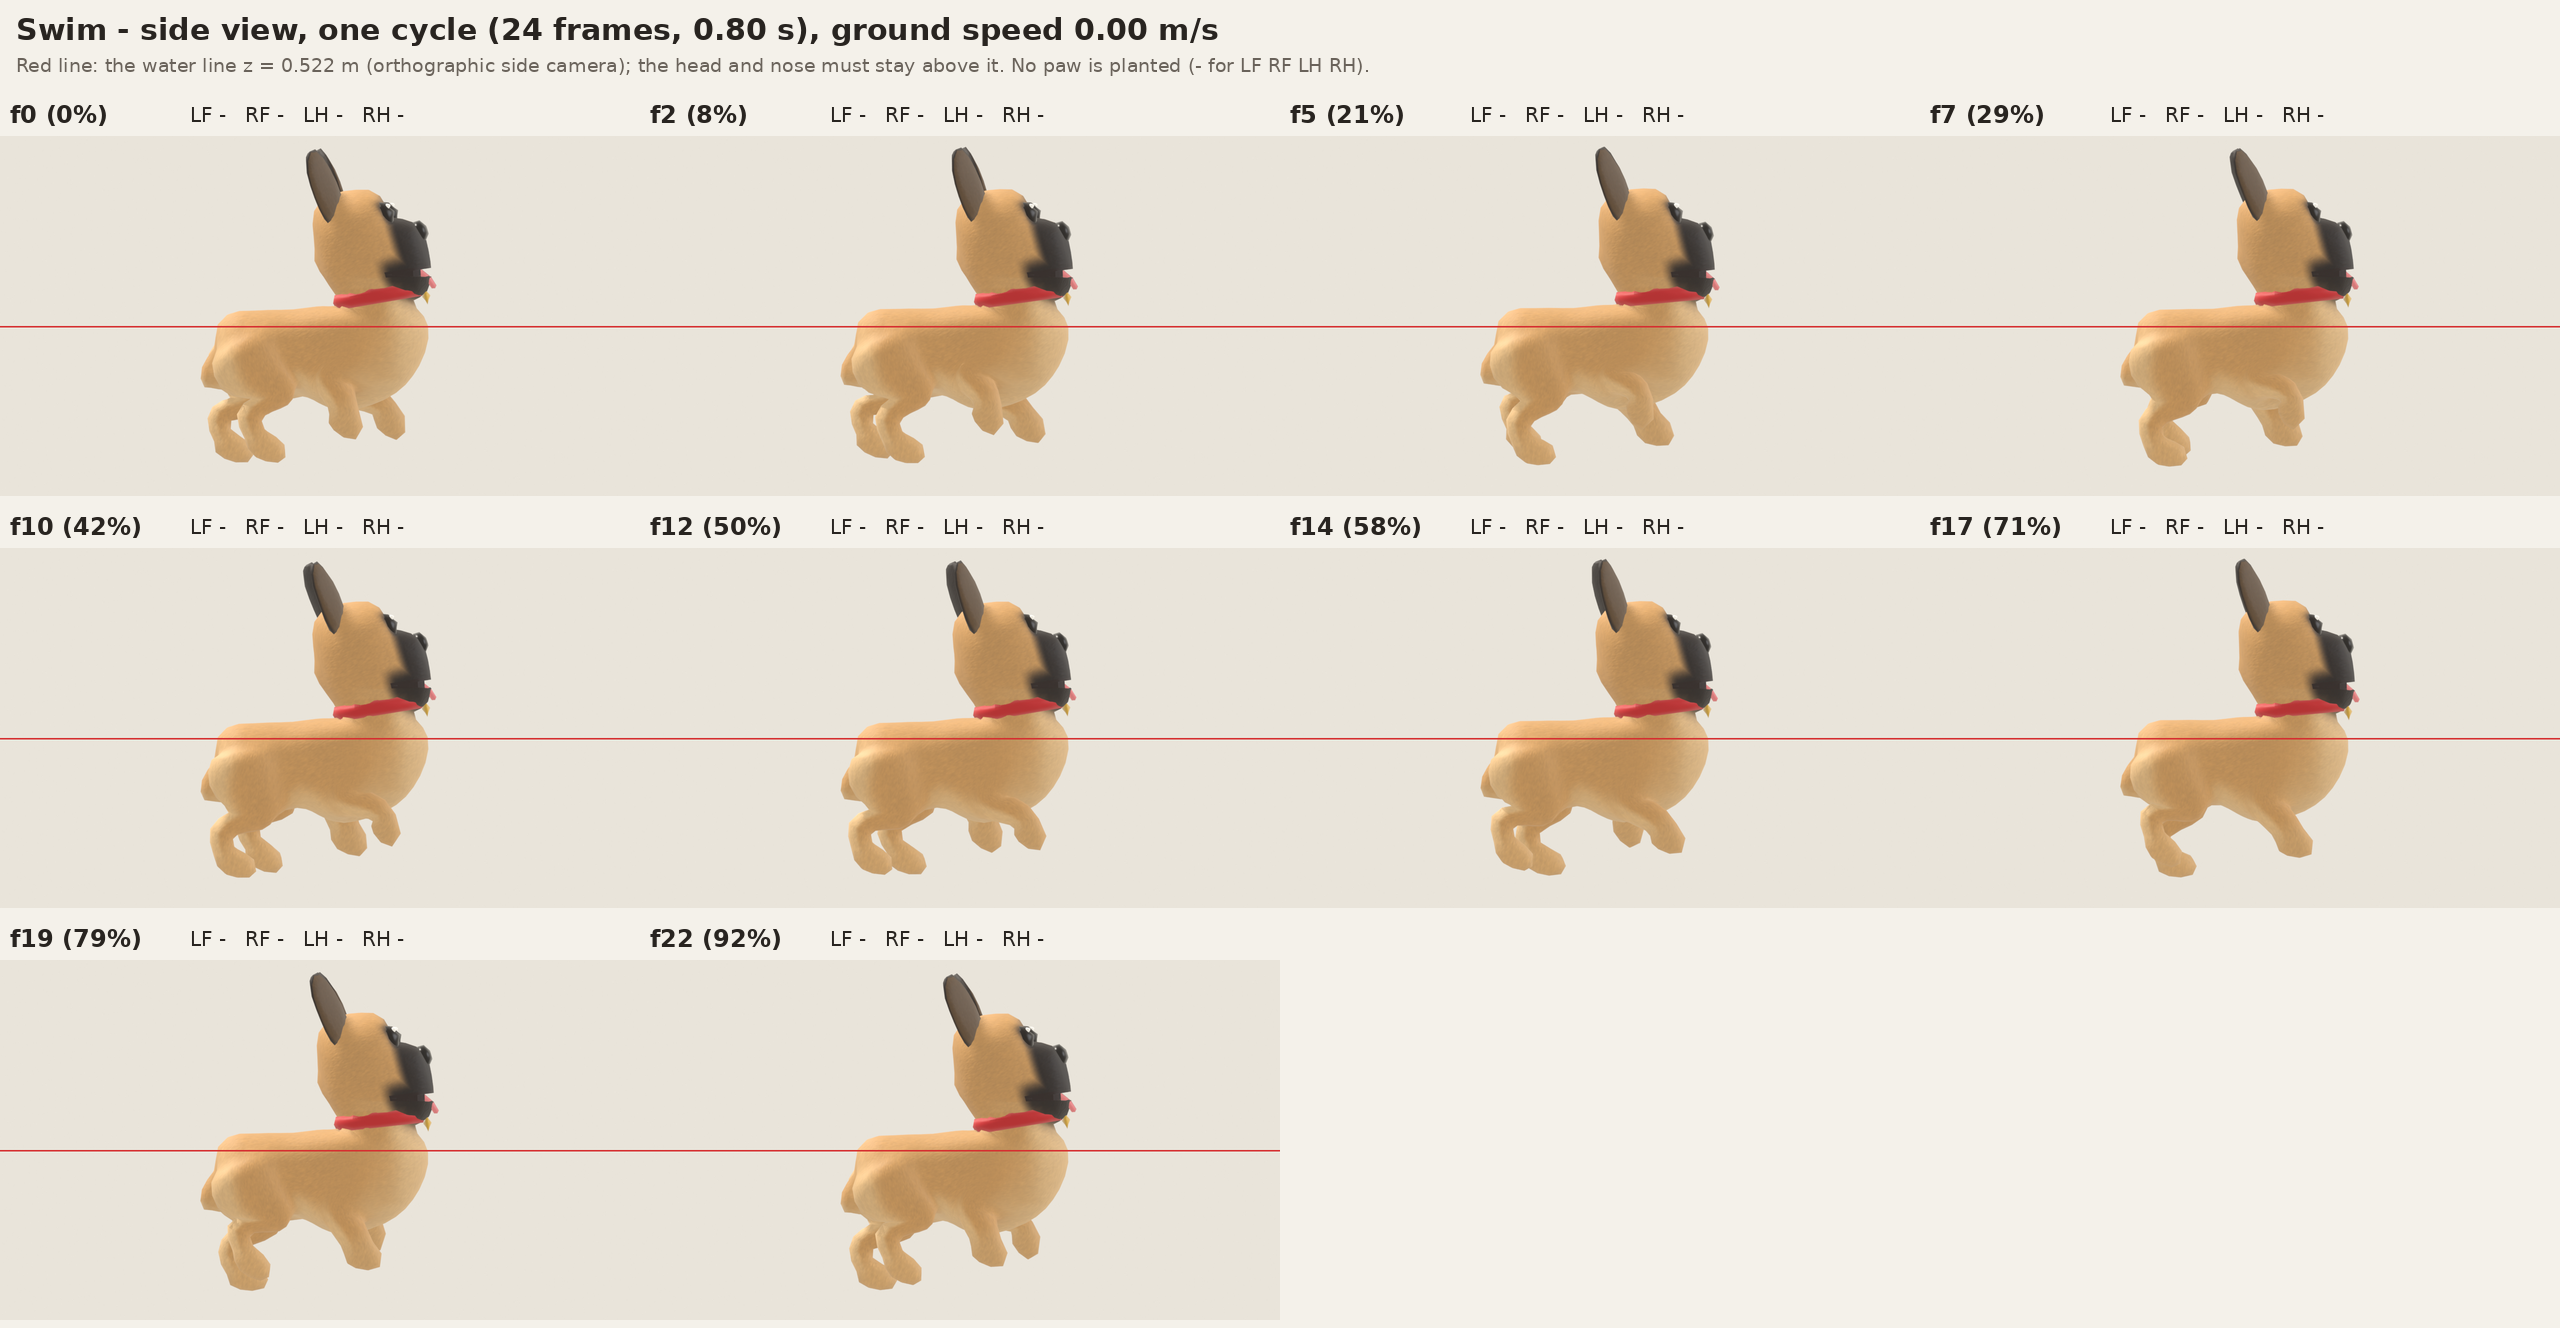 Swim - side view, one cycle (24 frames, 0.80 s), ground speed 0.00 m/s
Red line: the water line z = 0.522 m (orthographic side camera); the head and nose must stay above it. No paw is planted (- for LF RF LH RH).
f0 (0%) LF - RF - LH - RH - f2 (8%) LF - RF - LH - RH - f5 (21%) LF - RF - LH - RH - f7 (29%) LF - RF - LH - RH -
f10 (42%) LF - RF - LH - RH - f12 (50%) LF - RF - LH - RH - f14 (58%) LF - RF - LH - RH - f17 (71%) LF - RF - LH - RH -
f19 (79%) LF - RF - LH - RH - f22 (92%) LF - RF - LH - RH -